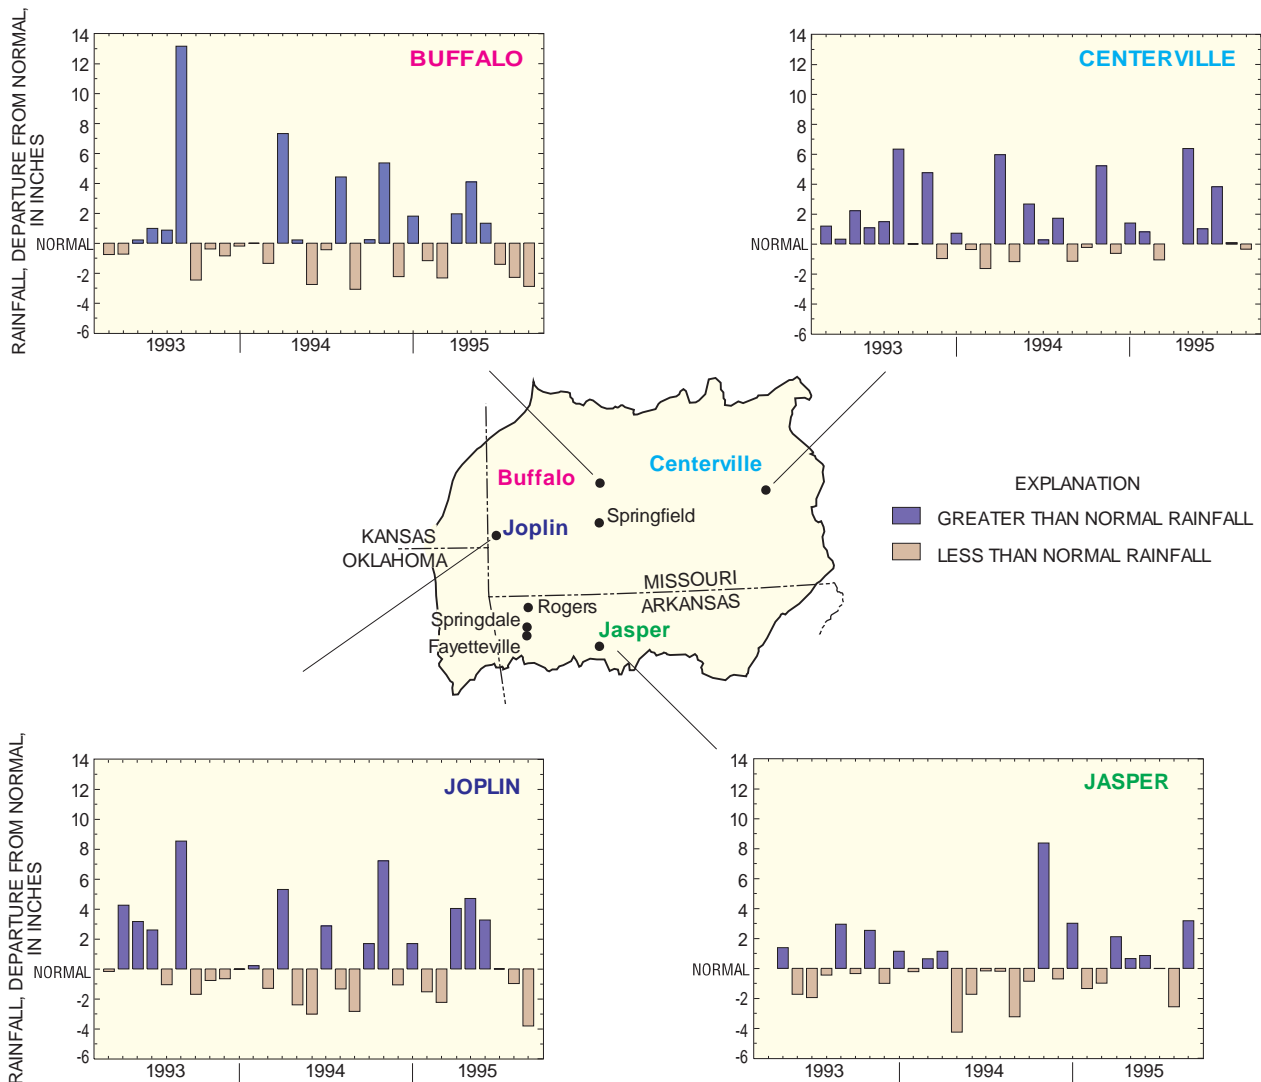 RAINFALL, DEPARTURE FROM NORMAL,
IN INCHES
BUFFALO
14
12
10
8
6
4
2
NORMAL
-2
-4
-6
1993
1994
1995
CENTERVILLE
14
12
10
8
6
4
2
NORMAL
-2
-4
-6
1993
1994
1995
Buffalo
Centerville
Springfield
Joplin
KANSAS
OKLAHOMA
MISSOURI
ARKANSAS
Rogers
Springdale
Fayetteville
Jasper
EXPLANATION
GREATER THAN NORMAL RAINFALL
LESS THAN NORMAL RAINFALL
RAINFALL, DEPARTURE FROM NORMAL,
IN INCHES
JOPLIN
14
12
10
8
6
4
2
NORMAL
-2
-4
-6
1993
1994
1995
JASPER
14
12
10
8
6
4
2
NORMAL
-2
-4
-6
1993
1994
1995